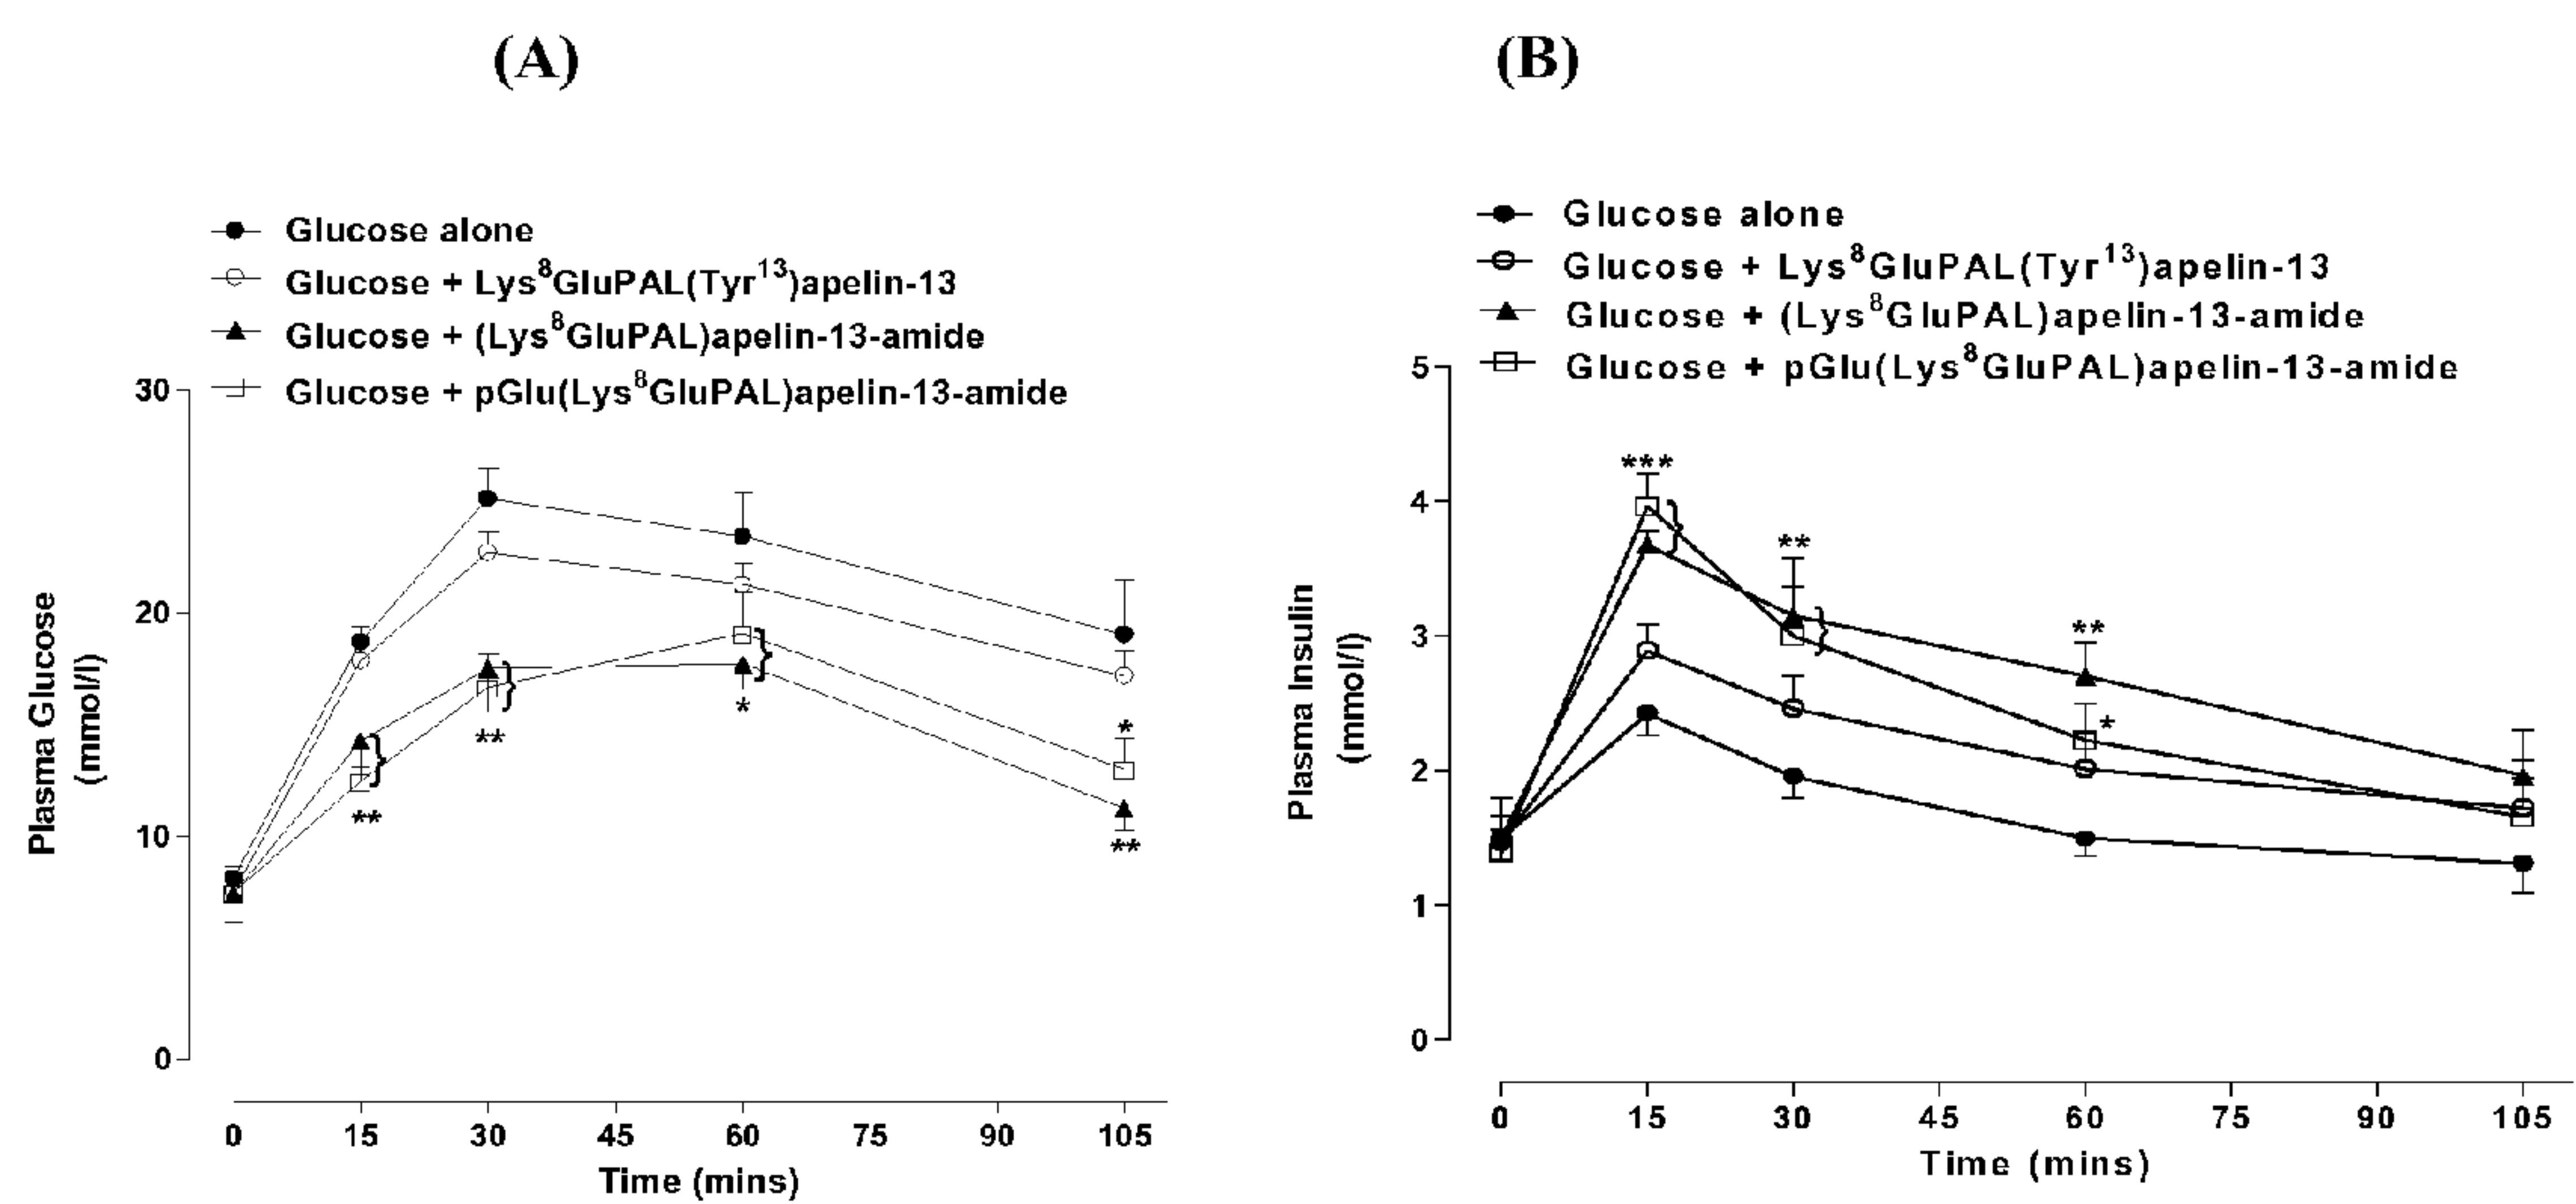 (A)
Glucose alone
Glucose + Lys⁸GluPAL(Tyr¹³)apelin-13
Glucose + (Lys⁸GluPAL)apelin-13-amide
Glucose + pGlu(Lys⁸GluPAL)apelin-13-amide
30
20
10
0
Plasma Glucose
(mmol/l)
**
**
*
*
**
0 15 30 45 60 75 90 105
Time (mins)
(B)
Glucose alone
Glucose + Lys⁸GluPAL(Tyr¹³)apelin-13
Glucose + (Lys⁸GluPAL)apelin-13-amide
Glucose + pGlu(Lys⁸GluPAL)apelin-13-amide
5
4
3
2
1
0
Plasma Insulin
(mmol/l)
***
**
**
*
0 15 30 45 60 75 90 105
Time (mins)